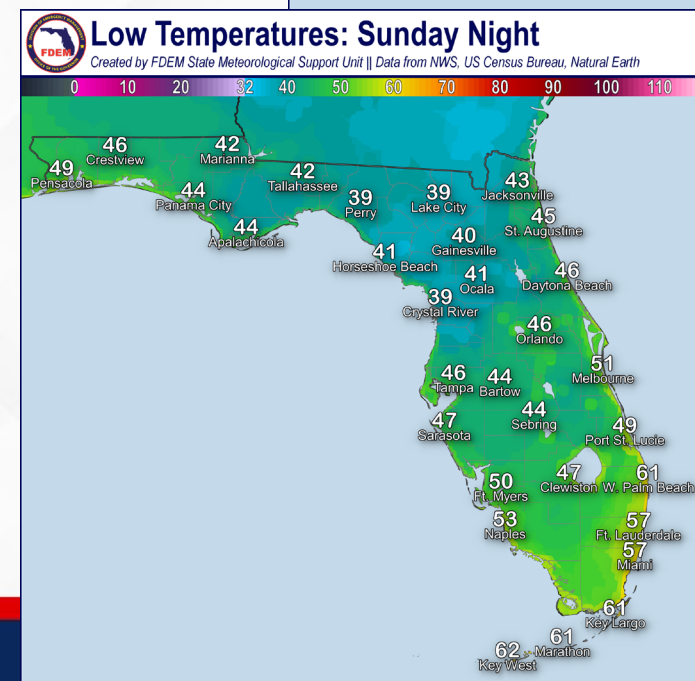 FDEM
Low Temperatures: Sunday Night
Created by FDEM State Meteorological Support Unit || Data from NWS, US Census Bureau, Natural Earth
0 10 20 32 40 50 60 70 80 90 100 110
46
Crestview
42
Marianna
49
Pensacola
44
Panama City
42
Tallahassee
44
Apalachicola
39
Perry
39
Lake City
43
Jacksonville
45
St. Augustine
40
Gainesville
41
Horseshoe Beach
41
Ocala
46
Daytona Beach
39
Crystal River
46
Orlando
51
Melbourne
46
Tampa
44
Bartow
44
Sebring
47
Sarasota
49
Port St. Lucie
50
Ft. Myers
47
Clewiston
61
W. Palm Beach
53
Naples
57
Ft. Lauderdale
57
Miami
61
Key Largo
61
Marathon
62
Key West